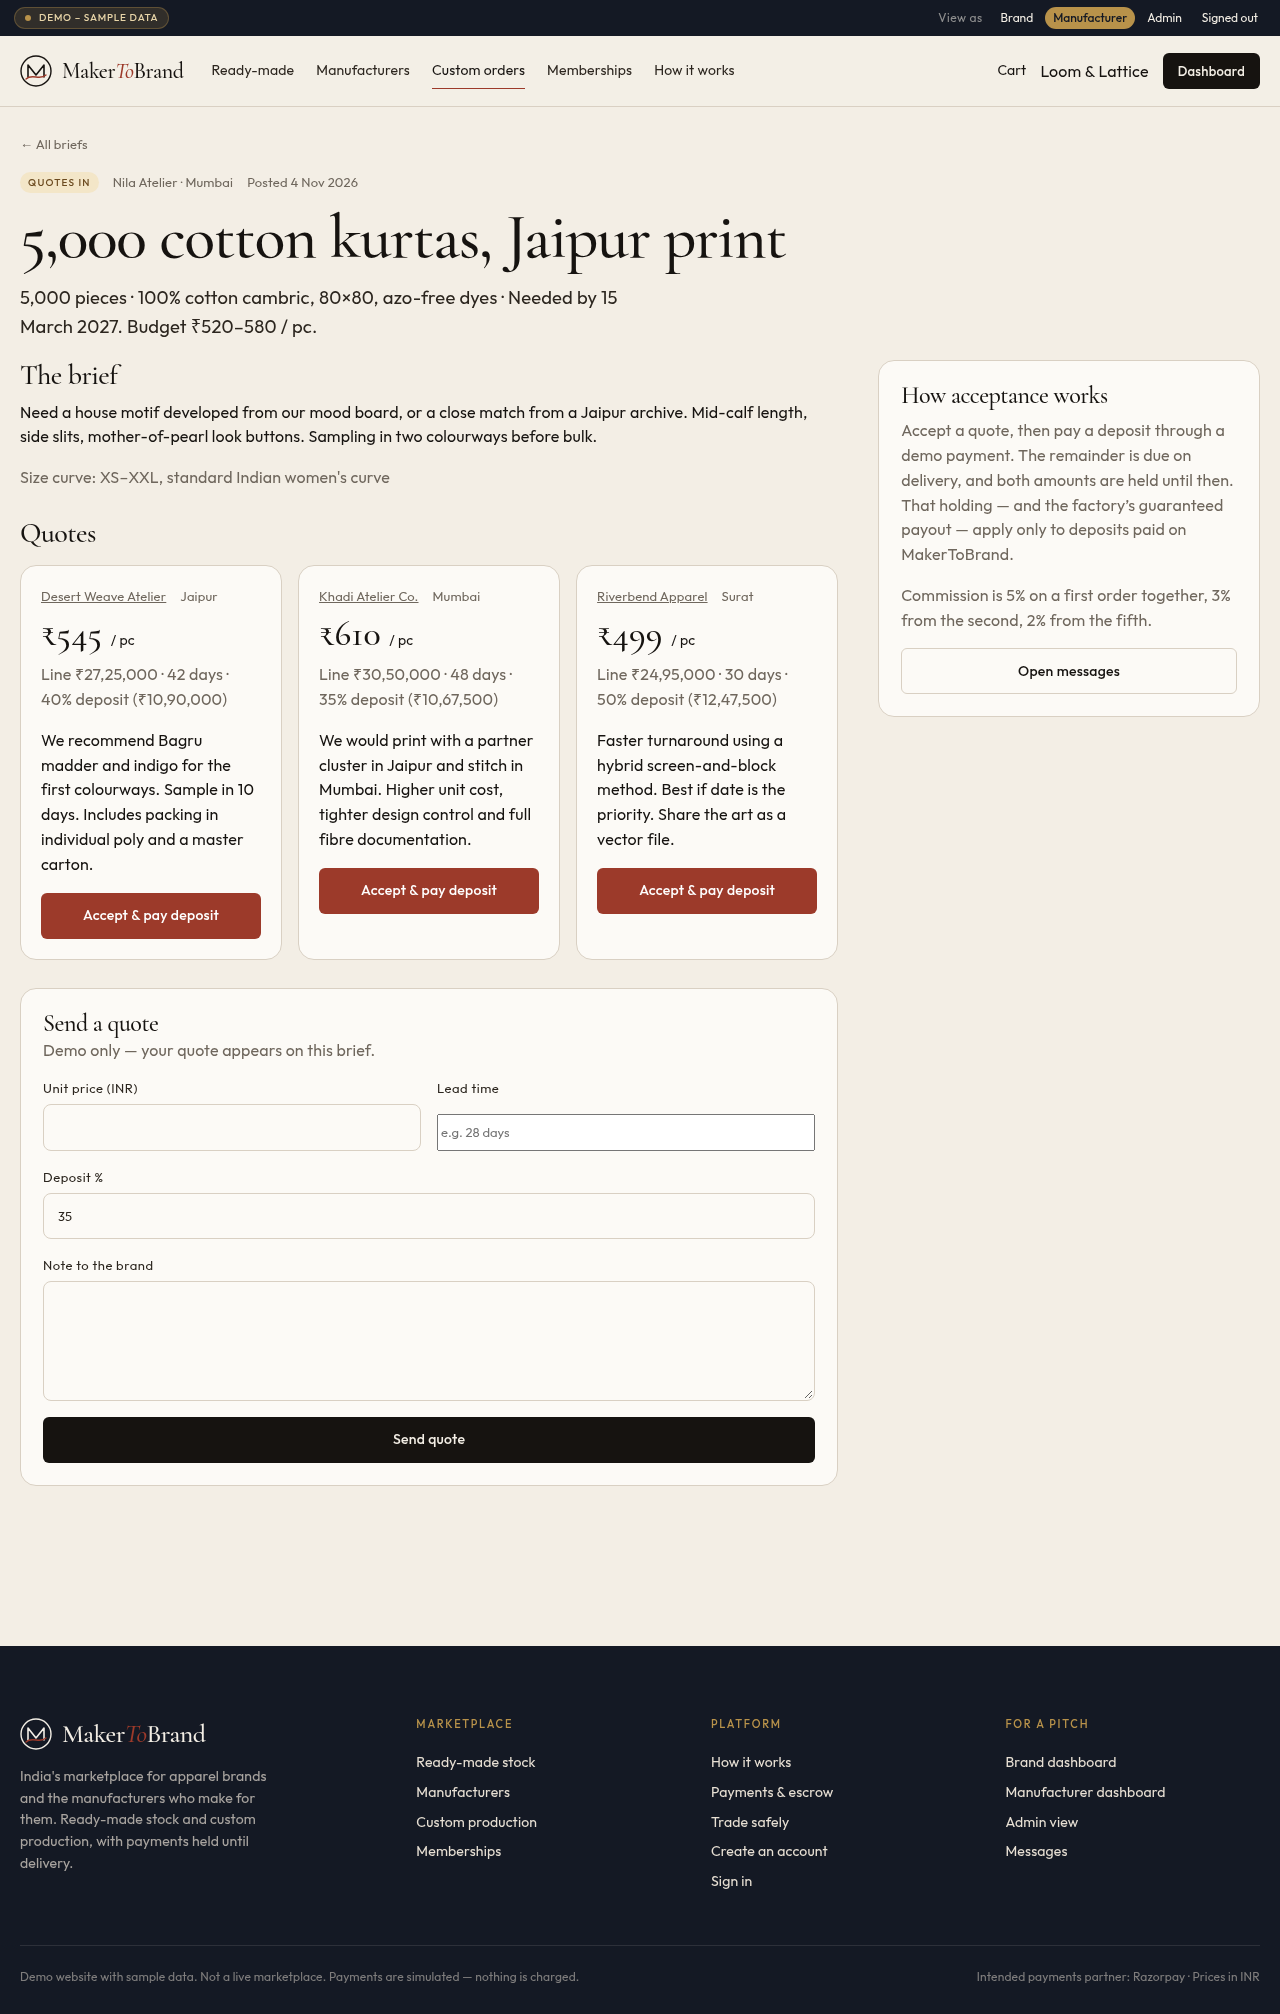 DEMO – SAMPLE DATA
View as Brand Manufacturer Admin Signed out
MakerToBrand Ready-made Manufacturers Custom orders Memberships How it works Cart Loom & Lattice Dashboard
← All briefs
QUOTES IN Nila Atelier · Mumbai Posted 4 Nov 2026
5,000 cotton kurtas, Jaipur print
5,000 pieces · 100% cotton cambric, 80×80, azo-free dyes · Needed by 15
March 2027. Budget ₹520–580 / pc.
The brief
Need a house motif developed from our mood board, or a close match from a Jaipur archive. Mid-calf length,
side slits, mother-of-pearl look buttons. Sampling in two colourways before bulk.
Size curve: XS–XXL, standard Indian women's curve
Quotes
Desert Weave Atelier Jaipur
₹545 / pc
Line ₹27,25,000 · 42 days ·
40% deposit (₹10,90,000)
We recommend Bagru
madder and indigo for the
first colourways. Sample in 10
days. Includes packing in
individual poly and a master
carton.
Accept & pay deposit
Khadi Atelier Co. Mumbai
₹610 / pc
Line ₹30,50,000 · 48 days ·
35% deposit (₹10,67,500)
We would print with a partner
cluster in Jaipur and stitch in
Mumbai. Higher unit cost,
tighter design control and full
fibre documentation.
Accept & pay deposit
Riverbend Apparel Surat
₹499 / pc
Line ₹24,95,000 · 30 days ·
50% deposit (₹12,47,500)
Faster turnaround using a
hybrid screen-and-block
method. Best if date is the
priority. Share the art as a
vector file.
Accept & pay deposit
How acceptance works
Accept a quote, then pay a deposit through a
demo payment. The remainder is due on
delivery, and both amounts are held until then.
That holding — and the factory’s guaranteed
payout — apply only to deposits paid on
MakerToBrand.
Commission is 5% on a first order together, 3%
from the second, 2% from the fifth.
Open messages
Send a quote
Demo only — your quote appears on this brief.
Unit price (INR)
Lead time
e.g. 28 days
Deposit %
35
Note to the brand
Send quote
MakerToBrand
India's marketplace for apparel brands
and the manufacturers who make for
them. Ready-made stock and custom
production, with payments held until
delivery.
MARKETPLACE
Ready-made stock
Manufacturers
Custom production
Memberships
PLATFORM
How it works
Payments & escrow
Trade safely
Create an account
Sign in
FOR A PITCH
Brand dashboard
Manufacturer dashboard
Admin view
Messages
Demo website with sample data. Not a live marketplace. Payments are simulated — nothing is charged.
Intended payments partner: Razorpay · Prices in INR